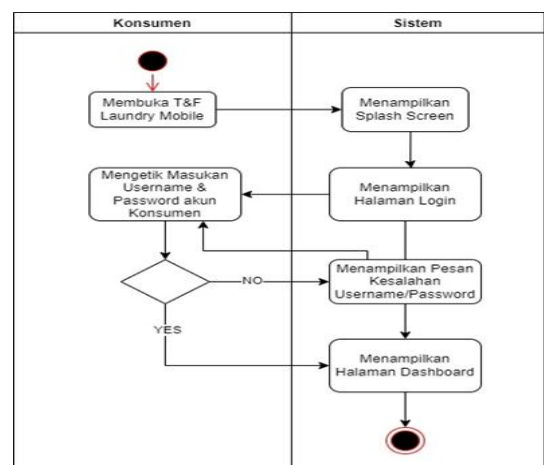 Konsumen
Sistem
Membuka T&F
Laundry Mobile
Menampilkan
Splash Screen
Mengetik Masukan
Username &
Password akun
Konsumen
Menampilkan
Halaman Login
NO
Menampilkan Pesan
Kesalahan
Username/Password
YES
Menampilkan
Halaman Dashboard